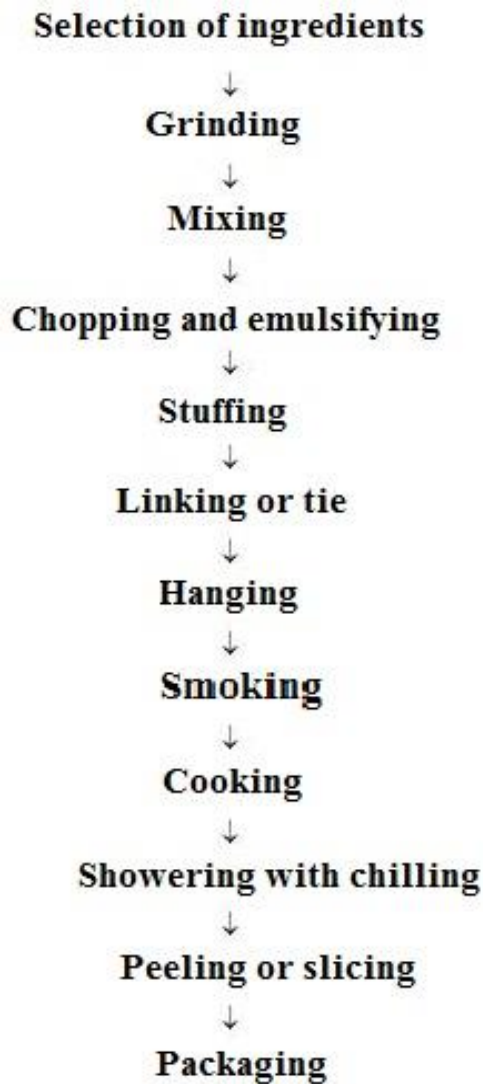 Selection of ingredients
↓
Grinding
↓
Mixing
↓
Chopping and emulsifying
↓
Stuffing
↓
Linking or tie
↓
Hanging
↓
Smoking
↓
Cooking
↓
Showering with chilling
↓
Peeling or slicing
↓
Packaging